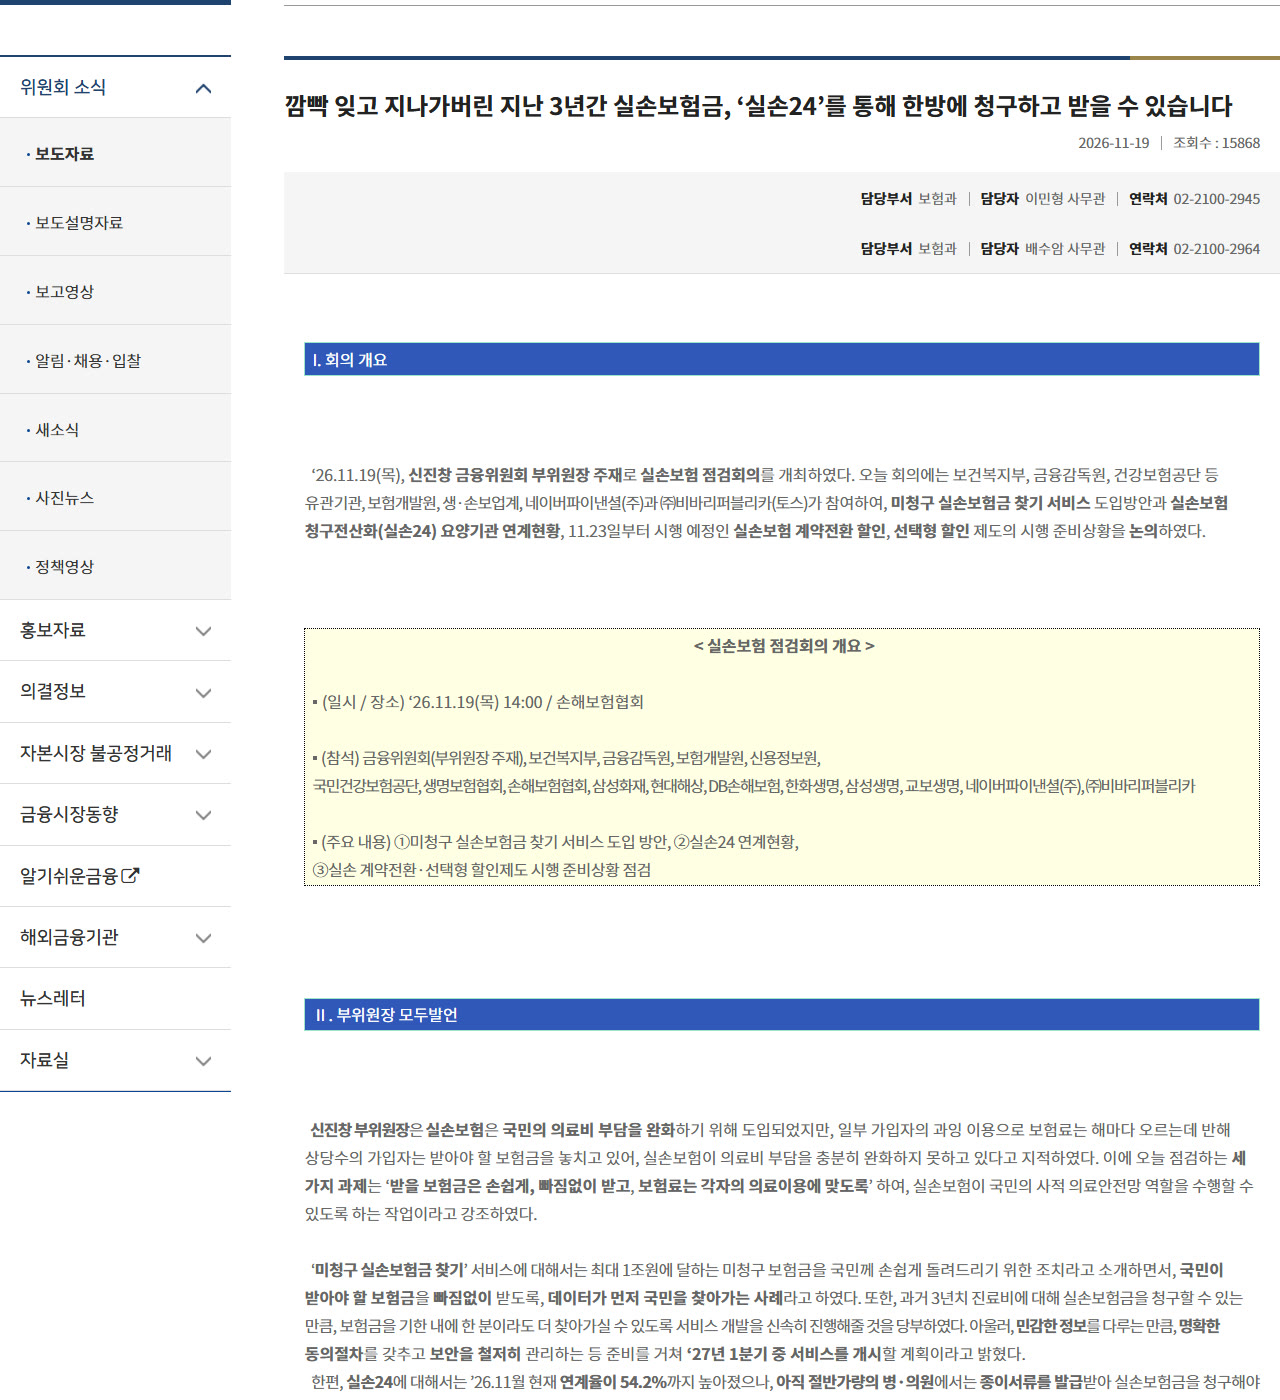 위원회 소식
· 보도자료
· 보도설명자료
· 보고영상
· 알림·채용·입찰
· 새소식
· 사진뉴스
· 정책영상
홍보자료
의결정보
자본시장 불공정거래
금융시장동향
알기쉬운금융
해외금융기관
뉴스레터
자료실
깜빡 잊고 지나가버린 지난 3년간 실손보험금, ‘실손24’를 통해 한방에 청구하고 받을 수 있습니다
2026-11-19 | 조회수 : 15868
담당부서 보험과 | 담당자 이민형 사무관 | 연락처 02-2100-2945
담당부서 보험과 | 담당자 배수암 사무관 | 연락처 02-2100-2964
I. 회의 개요
‘26.11.19(목), 신진창 금융위원회 부위원장 주재로 실손보험 점검회의를 개최하였다. 오늘 회의에는 보건복지부, 금융감독원, 건강보험공단 등
유관기관, 보험개발원, 생·손보업계, 네이버파이낸셜(주)과 ㈜비바리퍼블리카(토스)가 참여하여, 미청구 실손보험금 찾기 서비스 도입방안과 실손보험
청구전산화(실손24) 요양기관 연계현황, 11.23일부터 시행 예정인 실손보험 계약전환 할인, 선택형 할인 제도의 시행 준비상황을 논의하였다.
< 실손보험 점검회의 개요 >
▪ (일시 / 장소) ‘26.11.19(목) 14:00 / 손해보험협회
▪ (참석) 금융위원회(부위원장 주재), 보건복지부, 금융감독원, 보험개발원, 신용정보원,
국민건강보험공단, 생명보험협회, 손해보험협회, 삼성화재, 현대해상, DB손해보험, 한화생명, 삼성생명, 교보생명, 네이버파이낸셜(주), ㈜비바리퍼블리카
▪ (주요 내용) ①미청구 실손보험금 찾기 서비스 도입 방안, ②실손24 연계현황,
③실손 계약전환·선택형 할인제도 시행 준비상황 점검
Ⅱ. 부위원장 모두발언
신진창 부위원장은 실손보험은 국민의 의료비 부담을 완화하기 위해 도입되었지만, 일부 가입자의 과잉 이용으로 보험료는 해마다 오르는데 반해
상당수의 가입자는 받아야 할 보험금을 놓치고 있어, 실손보험이 의료비 부담을 충분히 완화하지 못하고 있다고 지적하였다. 이에 오늘 점검하는 세
가지 과제는 ‘받을 보험금은 손쉽게, 빠짐없이 받고, 보험료는 각자의 의료이용에 맞도록’ 하여, 실손보험이 국민의 사적 의료안전망 역할을 수행할 수
있도록 하는 작업이라고 강조하였다.
‘미청구 실손보험금 찾기’ 서비스에 대해서는 최대 1조원에 달하는 미청구 보험금을 국민께 손쉽게 돌려드리기 위한 조치라고 소개하면서, 국민이
받아야 할 보험금을 빠짐없이 받도록, 데이터가 먼저 국민을 찾아가는 사례라고 하였다. 또한, 과거 3년치 진료비에 대해 실손보험금을 청구할 수 있는
만큼, 보험금을 기한 내에 한 분이라도 더 찾아가실 수 있도록 서비스 개발을 신속히 진행해줄 것을 당부하였다. 아울러, 민감한 정보를 다루는 만큼, 명확한
동의절차를 갖추고 보안을 철저히 관리하는 등 준비를 거쳐 ‘27년 1분기 중 서비스를 개시할 계획이라고 밝혔다.
한편, 실손24에 대해서는 ’26.11월 현재 연계율이 54.2%까지 높아졌으나, 아직 절반가량의 병·의원에서는 종이서류를 발급받아 실손보험금을 청구해야